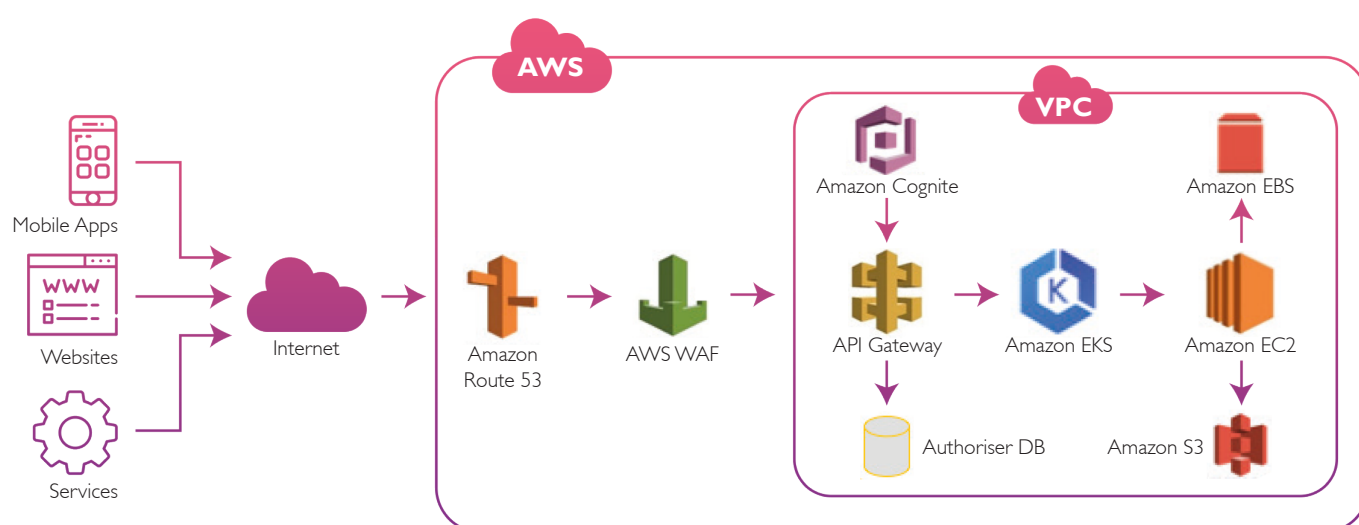 AWS
VPC
Mobile Apps
WWW
Websites
Services
Internet
Amazon
Route 53
AWS WAF
Amazon Cognite
API Gateway
Authoriser DB
K
Amazon EKS
Amazon EBS
Amazon EC2
Amazon S3